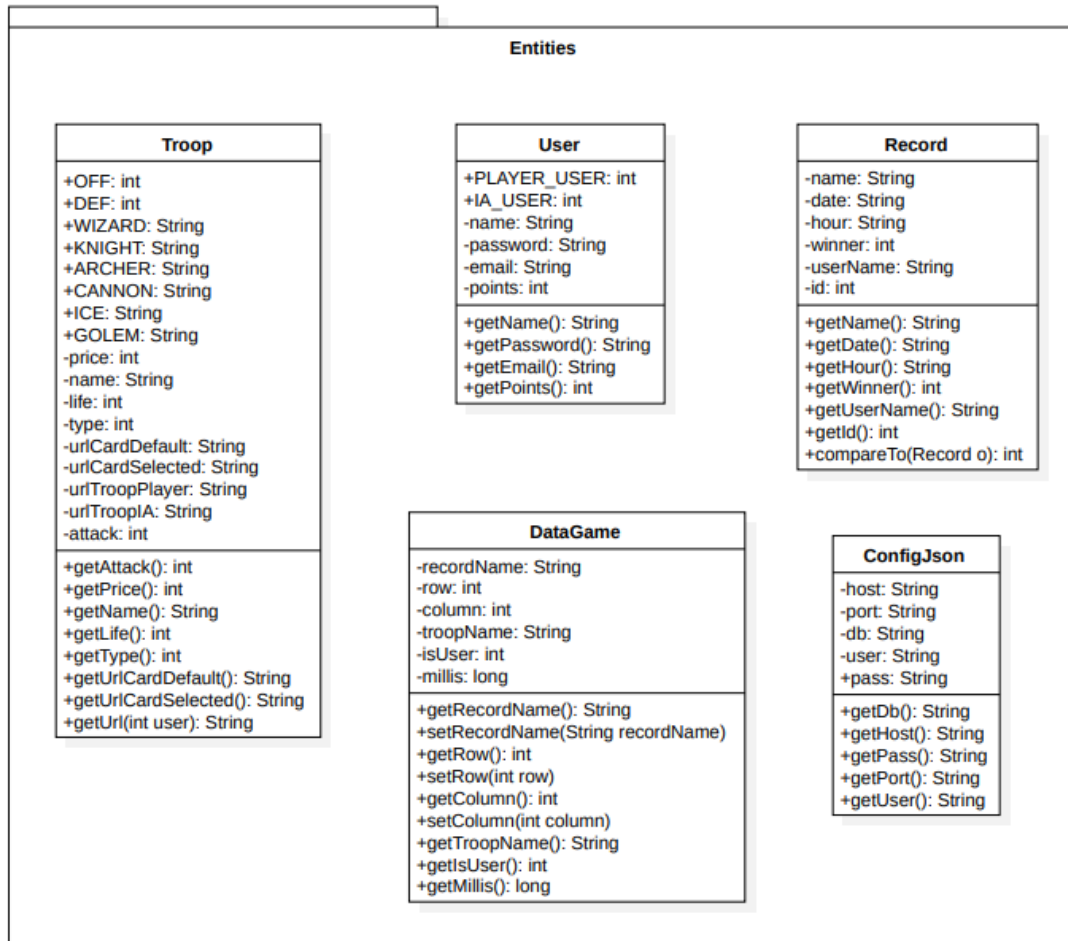 Entities
Troop
+OFF: int
+DEF: int
+WIZARD: String
+KNIGHT: String
+ARCHER: String
+CANNON: String
+ICE: String
+GOLEM: String
-price: int
-name: String
-life: int
-type: int
-urlCardDefault: String
-urlCardSelected: String
-urlTroopPlayer: String
-urlTroopIA: String
-attack: int
+getAttack(): int
+getPrice(): int
+getName(): String
+getLife(): int
+getType(): int
+getUrlCardDefault(): String
+getUrlCardSelected(): String
+getUrl(int user): String
User
+PLAYER_USER: int
+IA_USER: int
-name: String
-password: String
-email: String
-points: int
+getName(): String
+getPassword(): String
+getEmail(): String
+getPoints(): int
Record
-name: String
-date: String
-hour: String
-winner: int
-userName: String
-id: int
+getName(): String
+getDate(): String
+getHour(): String
+getWinner(): int
+getUserName(): String
+getId(): int
+compareTo(Record o): int
DataGame
-recordName: String
-row: int
-column: int
-troopName: String
-isUser: int
-millis: long
+getRecordName(): String
+setRecordName(String recordName)
+getRow(): int
+setRow(int row)
+getColumn(): int
+setColumn(int column)
+getTroopName(): String
+getIsUser(): int
+getMillis(): long
ConfigJson
-host: String
-port: String
-db: String
-user: String
+pass: String
+getDb(): String
+getHost(): String
+getPass(): String
+getPort(): String
+getUser(): String